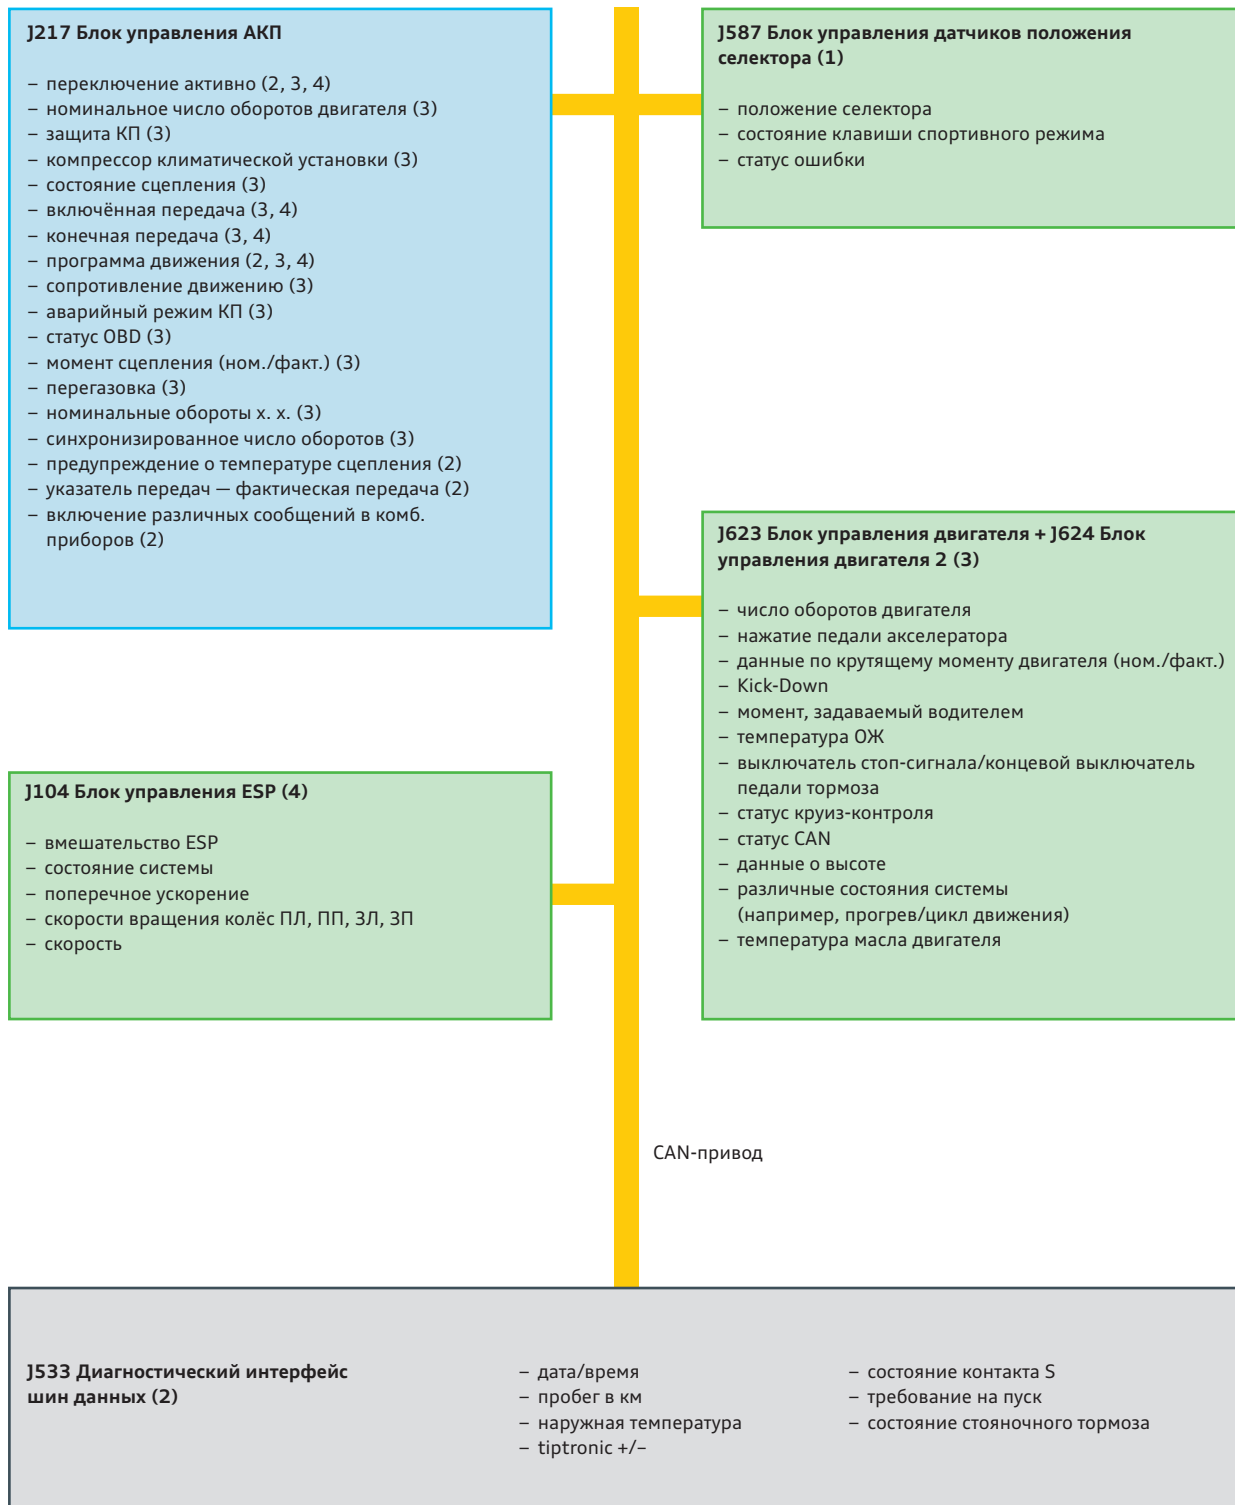 J217 Блок управления АКП
– переключение активно (2, 3, 4)
– номинальное число оборотов двигателя (3)
– защита КП (3)
– компрессор климатической установки (3)
– состояние сцепления (3)
– включённая передача (3, 4)
– конечная передача (3, 4)
– программа движения (2, 3, 4)
– сопротивление движению (3)
– аварийный режим КП (3)
– статус OBD (3)
– момент сцепления (ном./факт.) (3)
– перегазовка (3)
– номинальные обороты х. х. (3)
– синхронизированное число оборотов (3)
– предупреждение о температуре сцепления (2)
– указатель передач — фактическая передача (2)
– включение различных сообщений в комб.
приборов (2)
J587 Блок управления датчиков положения
селектора (1)
– положение селектора
– состояние клавиши спортивного режима
– статус ошибки
J623 Блок управления двигателя + J624 Блок
управления двигателя 2 (3)
– число оборотов двигателя
– нажатие педали акселератора
– данные по крутящему моменту двигателя (ном./факт.)
– Kick-Down
– момент, задаваемый водителем
– температура ОЖ
– выключатель стоп-сигнала/концевой выключатель
педали тормоза
– статус круиз-контроля
– статус CAN
– данные о высоте
– различные состояния системы
(например, прогрев/цикл движения)
– температура масла двигателя
J104 Блок управления ESP (4)
– вмешательство ESP
– состояние системы
– поперечное ускорение
– скорости вращения колёс ПЛ, ПП, ЗЛ, ЗП
– скорость
CAN-привод
J533 Диагностический интерфейс
шин данных (2)
– дата/время
– пробег в км
– наружная температура
– tiptronic +/–
– состояние контакта S
– требование на пуск
– состояние стояночного тормоза